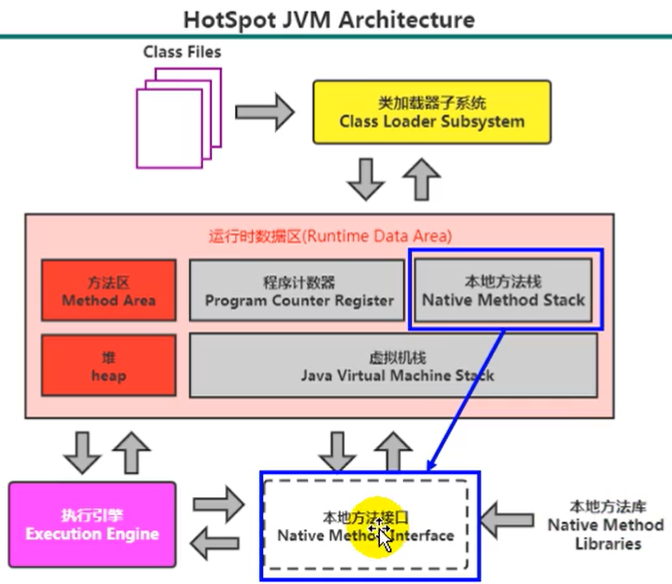 HotSpot JVM Architecture
Class Files
类加载器子系统
Class Loader Subsystem
运行时数据区(Runtime Data Area)
方法区
Method Area
程序计数器
Program Counter Register
本地方法栈
Native Method Stack
堆
heap
虚拟机栈
Java Virtual Machine Stack
执行引擎
Execution Engine
本地方法接口
Native Method Interface
本地方法库
Native Method
Libraries